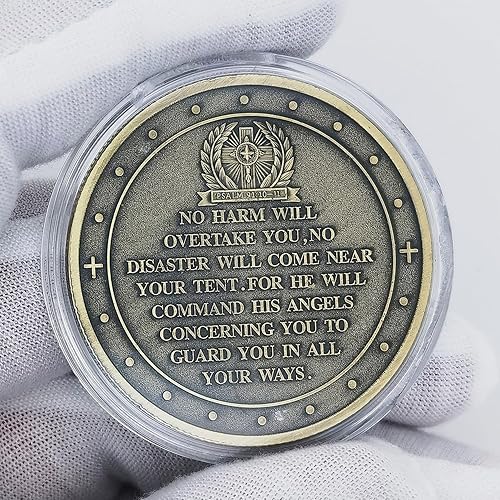 PSALM 91:10-11
NO HARM WILL
OVERTAKE YOU,NO
DISASTER WILL COME NEAR
YOUR TENT.FOR HE WILL
COMMAND HIS ANGELS
CONCERNING YOU TO
GUARD YOU IN ALL
YOUR WAYS.